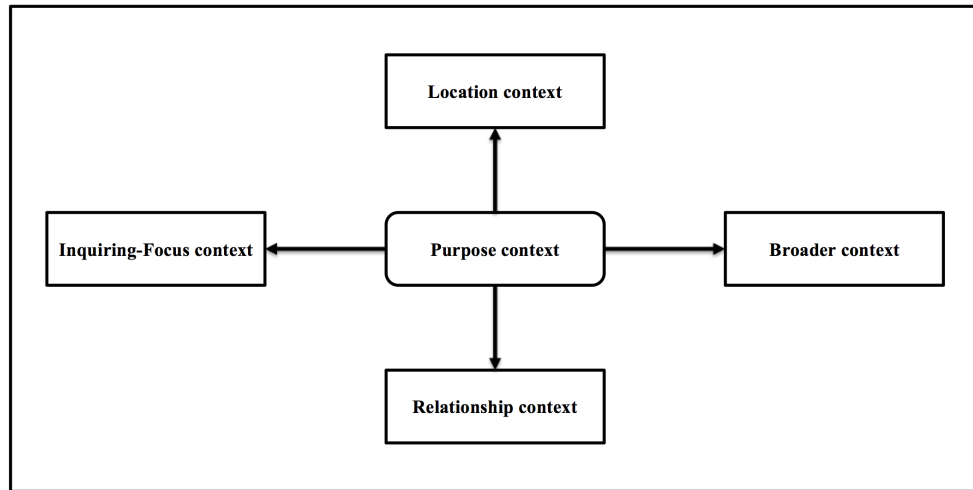 Location context
Inquiring-Focus context
Purpose context
Broader context
Relationship context